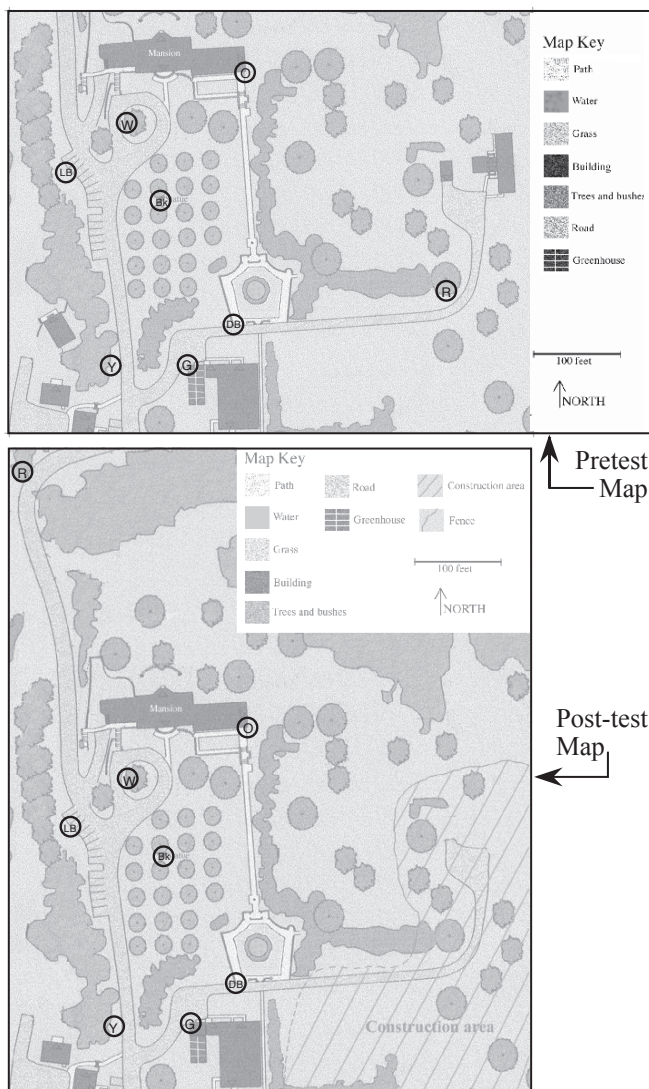 Mansion
O
W
LB
Bk
R
DB
Y
G
Map Key
Path
Water
Grass
Building
Trees and bushes
Road
Greenhouse
100 feet
NORTH
Pretest
Map
R
Map Key
Path
Water
Grass
Building
Trees and bushes
Road
Greenhouse
Construction area
Fence
100 feet
NORTH
Mansion
O
W
LB
Bk
DB
Y
G
Construction area
Post-test
Map